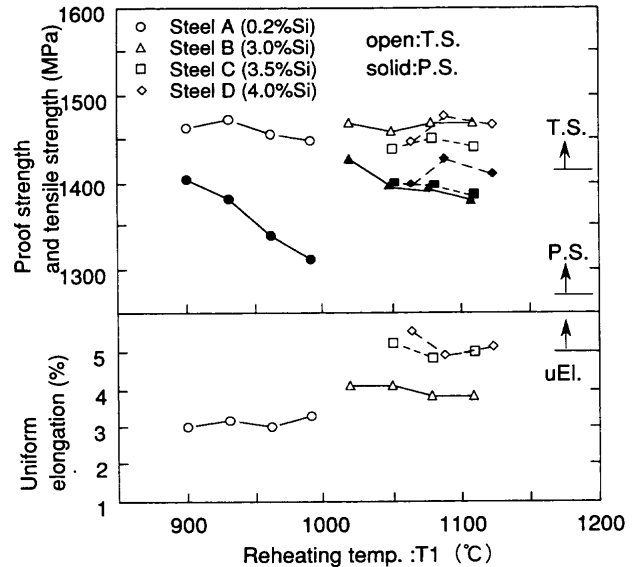 Proof strength
and tensile strength (MPa)
1600
1500
1400
1300
Steel A (0.2%Si)
Steel B (3.0%Si)
Steel C (3.5%Si)
Steel D (4.0%Si)
open:T.S.
solid:P.S.
T.S.
P.S.
uEl.
Uniform
elongation (%)
5
4
3
2
1
900 1000 1100 1200
Reheating temp. :T1 (℃)